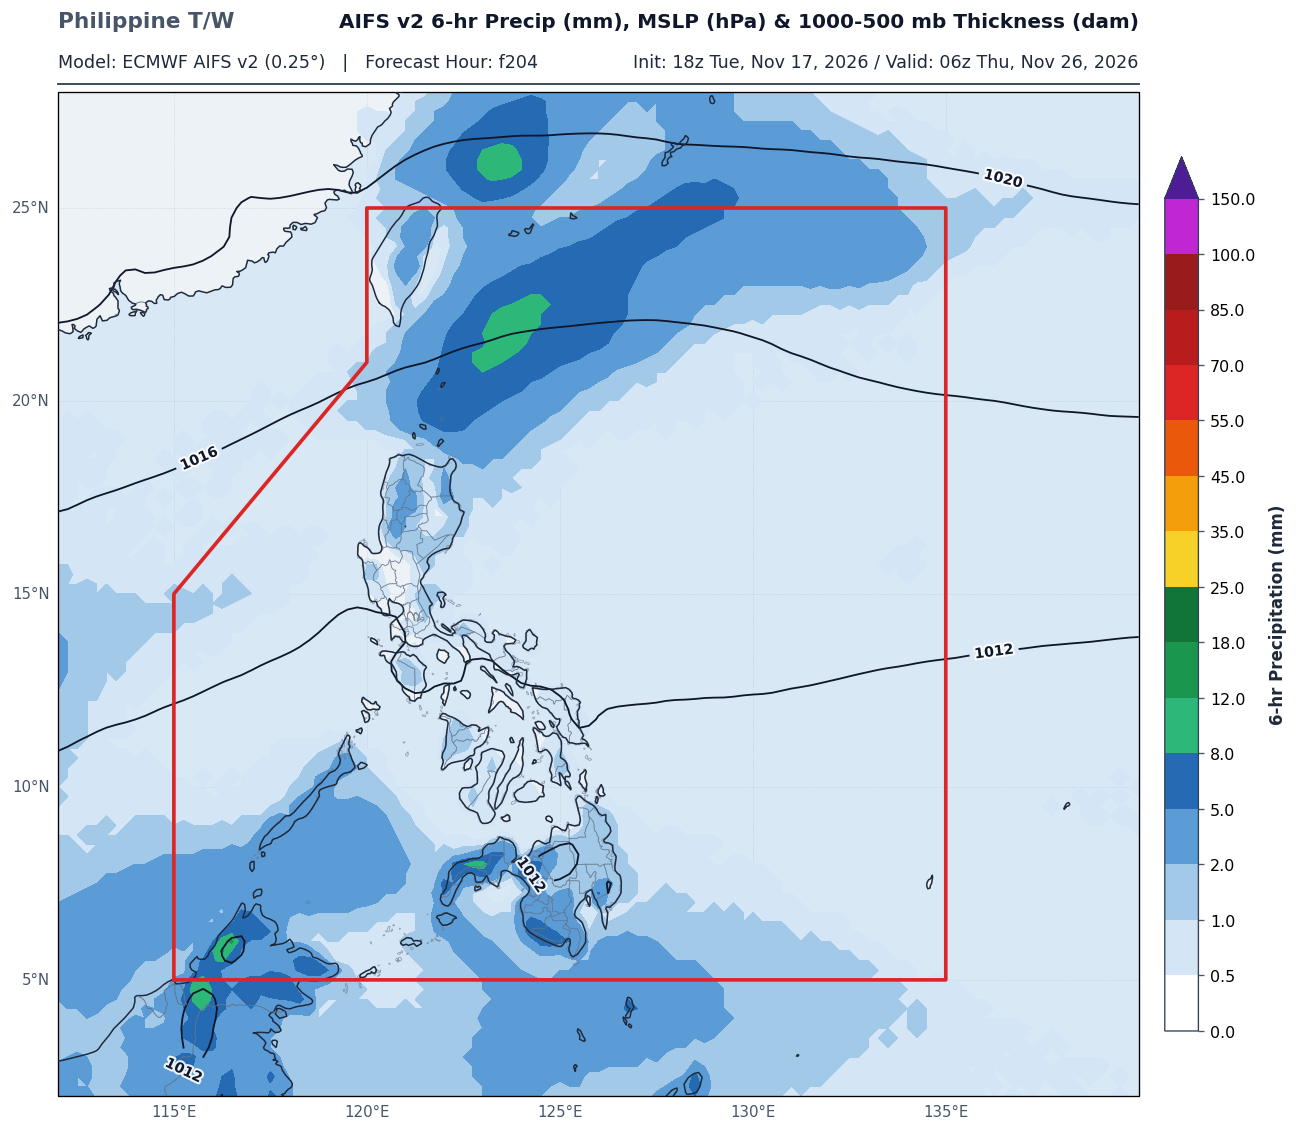 Philippine T/W
AIFS v2 6-hr Precip (mm), MSLP (hPa) & 1000-500 mb Thickness (dam)
Model: ECMWF AIFS v2 (0.25°) | Forecast Hour: f204
Init: 18z Tue, Nov 17, 2026 / Valid: 06z Thu, Nov 26, 2026
1020
25°N
20°N
1016
15°N
1012
10°N
1012
5°N
1012
115°E
120°E
125°E
130°E
135°E
150.0
100.0
85.0
70.0
55.0
45.0
35.0
25.0
18.0
12.0
8.0
5.0
2.0
1.0
0.5
0.0
6-hr Precipitation (mm)